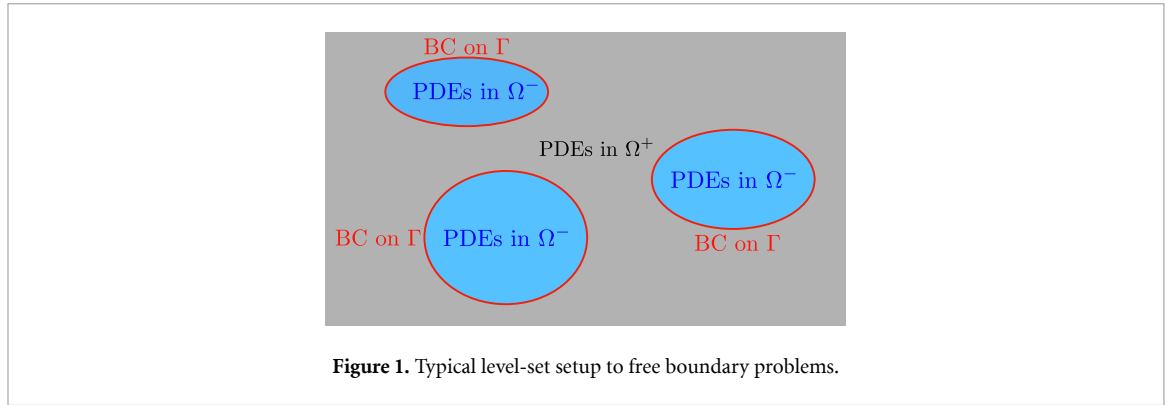 BC on Γ
PDEs in Ω⁻
PDEs in Ω⁺
PDEs in Ω⁻
BC on Γ
PDEs in Ω⁻
BC on Γ
Figure 1. Typical level-set setup to free boundary problems.